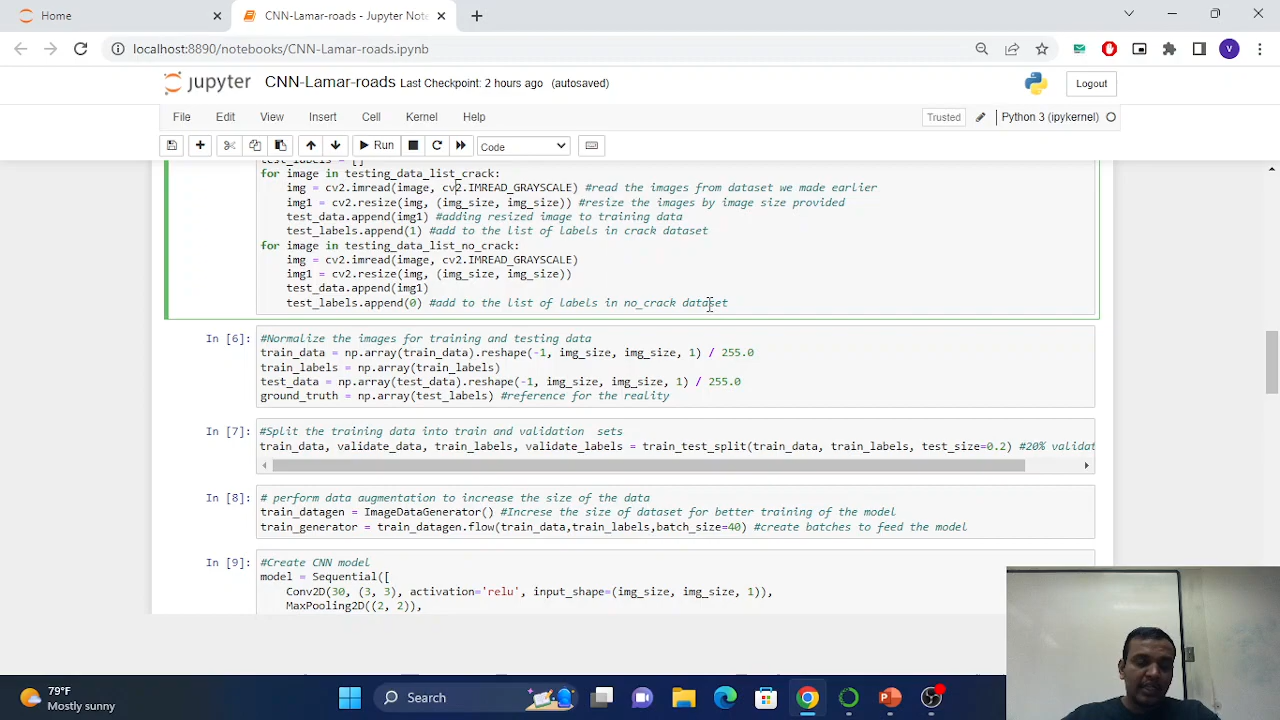 Home
CNN-Lamar-roads - Jupyter Not
localhost:8890/notebooks/CNN-Lamar-roads.ipynb
V
jupyter CNN-Lamar-roads Last Checkpoint: 2 hours ago (autosaved)
Logout
File Edit View Insert Cell Kernel Help
Trusted Python 3 (ipykernel)
Run Code
test_labels = []
for image in testing_data_list_crack:
img = cv2.imread(image, cv2.IMREAD_GRAYSCALE) #read the images from dataset we made earlier
img1 = cv2.resize(img, (img_size, img_size)) #resize the images by image size provided
test_data.append(img1) #adding resized image to training data
test_labels.append(1) #add to the list of labels in crack dataset
for image in testing_data_list_no_crack:
img = cv2.imread(image, cv2.IMREAD_GRAYSCALE)
img1 = cv2.resize(img, (img_size, img_size))
test_data.append(img1)
test_labels.append(0) #add to the list of labels in no_crack dataset
In [6]: #Normalize the images for training and testing data
train_data = np.array(train_data).reshape(-1, img_size, img_size, 1) / 255.0
train_labels = np.array(train_labels)
test_data = np.array(test_data).reshape(-1, img_size, img_size, 1) / 255.0
ground_truth = np.array(test_labels) #reference for the reality
In [7]: #Split the training data into train and validation  sets
train_data, validate_data, train_labels, validate_labels = train_test_split(train_data, train_labels, test_size=0.2) #20% validat
In [8]: # perform data augmentation to increase the size of the data
train_datagen = ImageDataGenerator() #Increse the size of dataset for better training of the model
train_generator = train_datagen.flow(train_data,train_labels,batch_size=40) #create batches to feed the model
In [9]: #Create CNN model
model = Sequential([
Conv2D(30, (3, 3), activation='relu', input_shape=(img_size, img_size, 1)),
MaxPooling2D((2, 2)),
79°F
Mostly sunny
Search